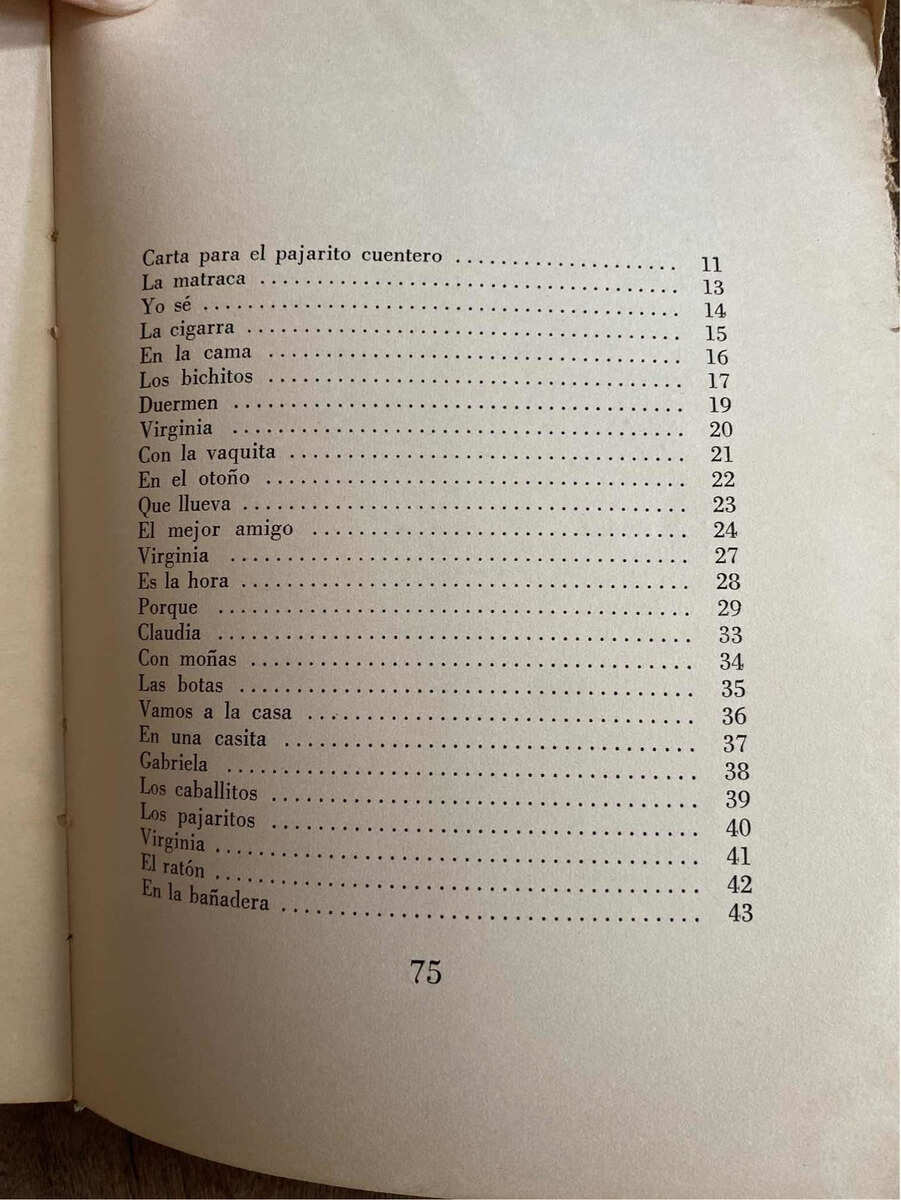 Carta para el pajarito cuentero .................... 11
La matraca .................................... 13
Yo sé ........................................ 14
La cigarra ..................................... 15
En la cama ................................... 16
Los bichitos ................................... 17
Duermen ...................................... 19
Virginia ....................................... 20
Con la vaquita ................................. 21
En el otoño ................................... 22
Que llueva ..................................... 23
El mejor amigo ................................ 24
Virginia ....................................... 27
Es la hora ..................................... 28
Porque ....................................... 29
Claudia ....................................... 33
Con moñas .................................... 34
Las botas ...................................... 35
Vamos a la casa ................................ 36
En una casita .................................. 37
Gabriela ....................................... 38
Los caballitos .................................. 39
Los pajaritos ................................... 40
Virginia ........................................ 41
El ratón ........................................ 42
En la bañadera ................................. 43
75